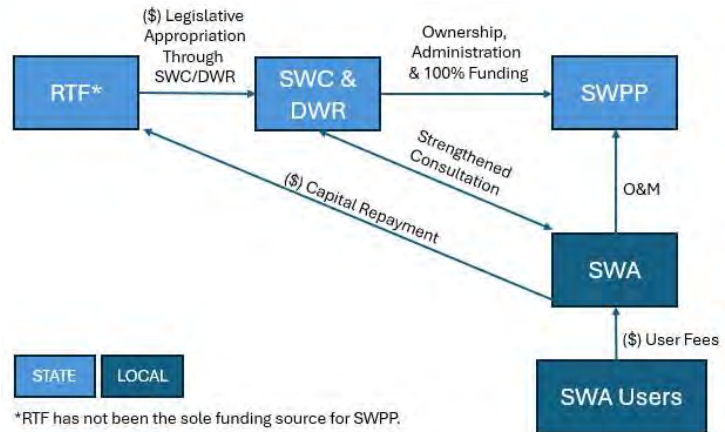 ($) Legislative
Appropriation
Through
SWC/DWR
Ownership,
Administration
& 100% Funding
RTF*
SWC &
DWR
SWPP
Strengthened
Consultation
($) Capital Repayment
O&M
SWA
($) User Fees
SWA Users
STATE
LOCAL
*RTF has not been the sole funding source for SWPP.